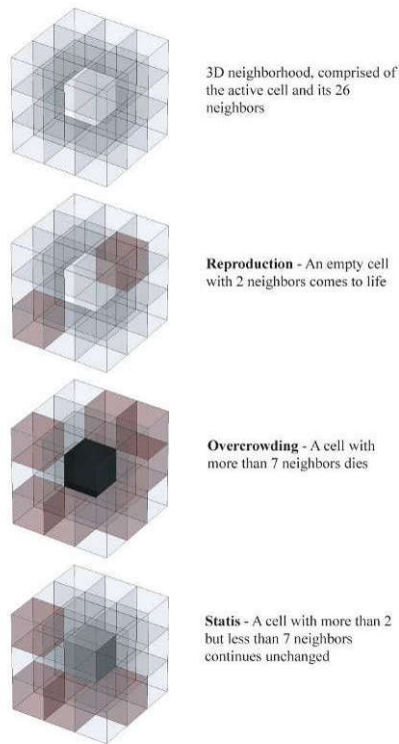 3D neighborhood, comprised of
the active cell and its 26
neighbors
Reproduction - An empty cell
with 2 neighbors comes to life
Overcrowding - A cell with
more than 7 neighbors dies
Statis - A cell with more than 2
but less than 7 neighbors
continues unchanged